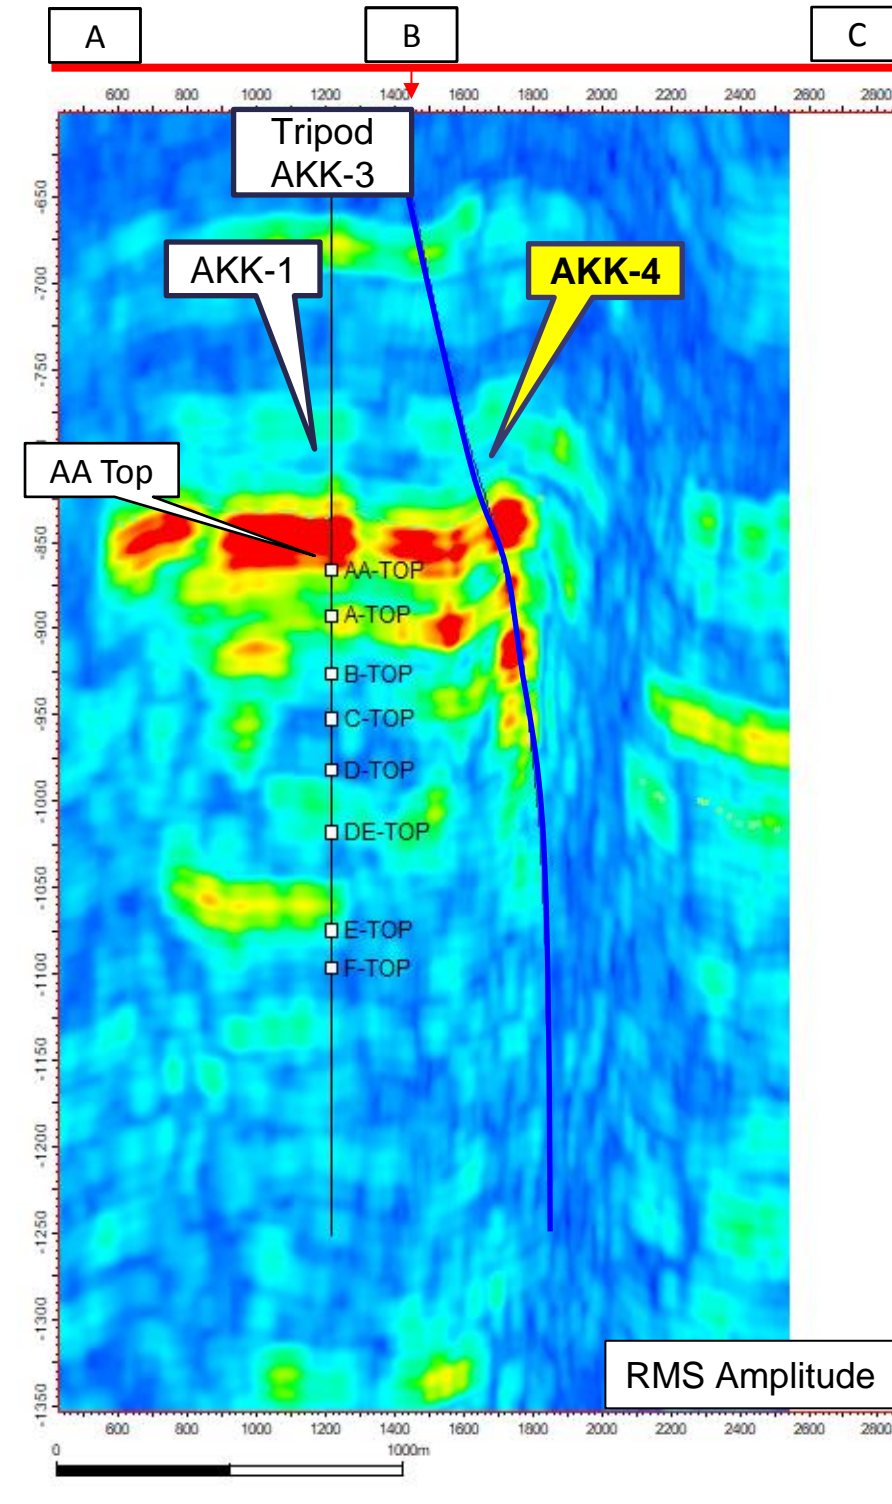 A B C
600 800 1000 1200 1400 1600 1800 2000 2200 2400 2600 2800
Tripod
AKK-3
-650
AKK-1
AKK-4
-700
-750
AA Top
-850
AA-TOP
A-TOP
-900
B-TOP
-950
C-TOP
D-TOP
-1000
DE-TOP
-1050
E-TOP
F-TOP
-1100
-1150
-1200
-1250
-1300
RMS Amplitude
-1350
600 800 1000 1200 1400 1600 1800 2000 2200 2400 2600 2800
0 1000m